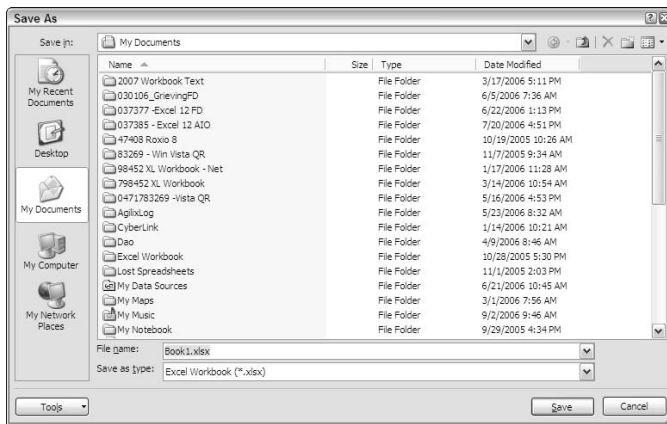 Save As
Save in: My Documents
My Recent Documents
Desktop
My Documents
My Computer
My Network Places
Name Size Type Date Modified
2007 Workbook Text File Folder 3/17/2006 5:11 PM
030106_GrievingFD File Folder 6/5/2006 7:36 AM
037377 -Excel 12 FD File Folder 6/22/2006 1:13 PM
037385 - Excel 12 AIO File Folder 7/20/2006 4:51 PM
47408 Roxio 8 File Folder 10/19/2005 10:26 AM
83269 - Win Vista QR File Folder 11/7/2005 9:34 AM
98452 XL Workbook - Net File Folder 1/17/2006 11:28 AM
798452 XL Workbook File Folder 3/14/2006 10:54 AM
0471783269 -Vista QR File Folder 5/16/2006 4:53 PM
AgilixLog File Folder 5/23/2006 8:32 AM
CyberLink File Folder 1/14/2006 10:21 AM
Dao File Folder 4/9/2006 8:46 AM
Excel Workbook File Folder 10/28/2005 5:30 PM
Lost Spreadsheets File Folder 11/1/2005 2:03 PM
My Data Sources File Folder 6/21/2006 10:45 AM
My Maps File Folder 3/1/2006 7:56 AM
My Music File Folder 9/2/2006 9:46 AM
My Notebook File Folder 9/29/2005 4:34 PM
File name: Book1.xlsx
Save as type: Excel Workbook (*.xlsx)
Tools Save Cancel